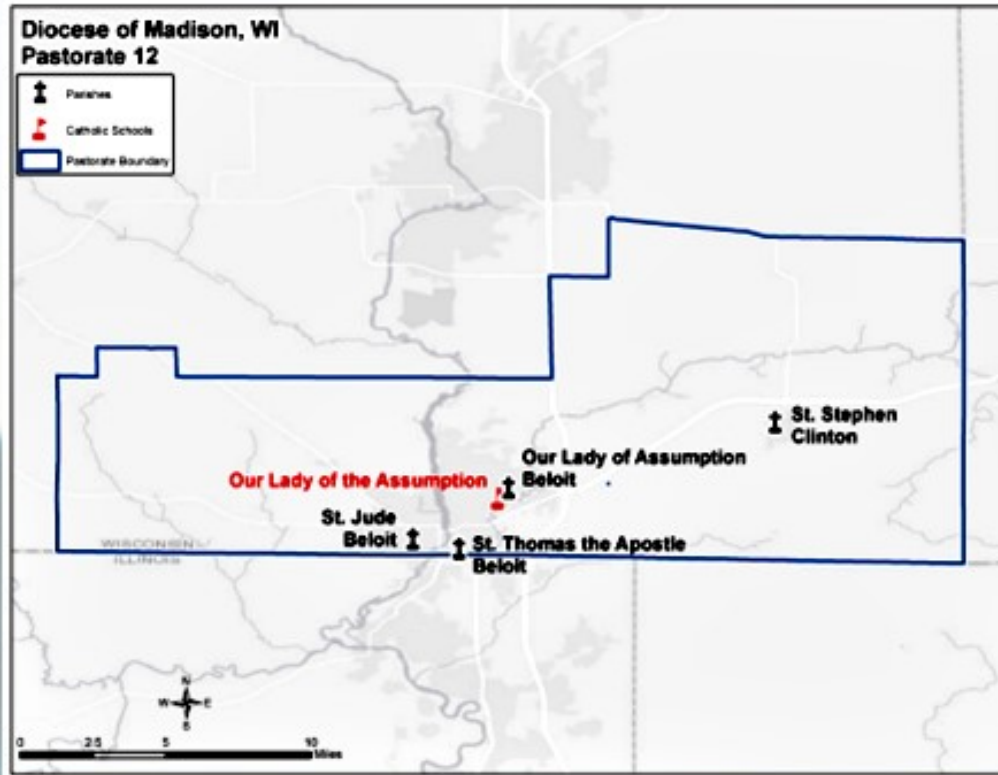 Diocese of Madison, WI
Pastorate 12
Parishes
Catholic Schools
Pastorate Boundary
St. Stephen
Clinton
Our Lady of Assumption
Beloit
Our Lady of the Assumption
St. Jude
Beloit
St. Thomas the Apostle
Beloit
WISCONSIN
ILLINOIS
N
W E
S
0 2.5 5 10
Miles